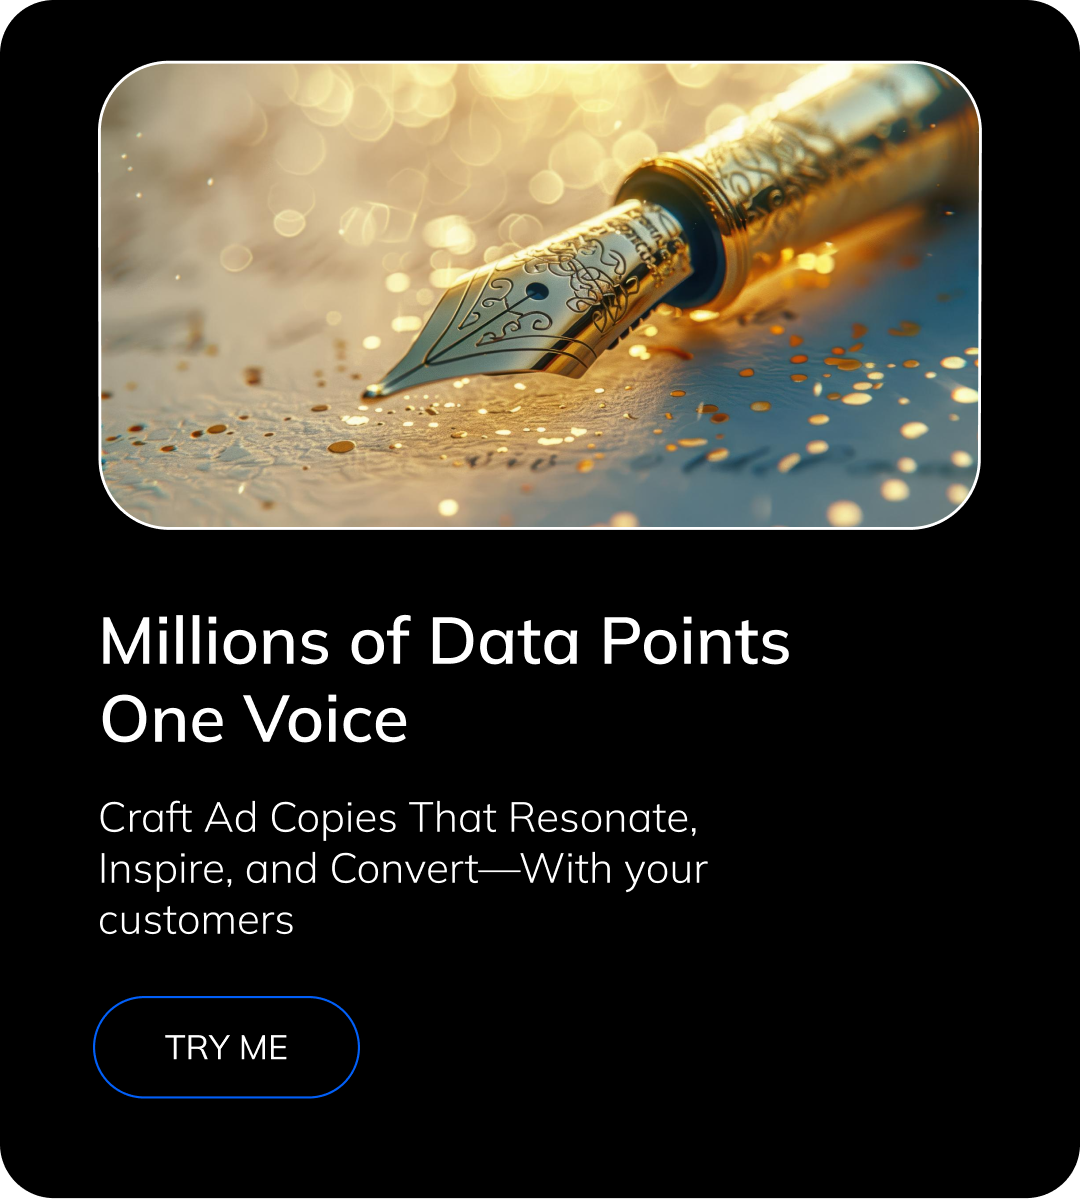 Millions of Data Points
One Voice
Craft Ad Copies That Resonate,
Inspire, and Convert—With your
customers
TRY ME